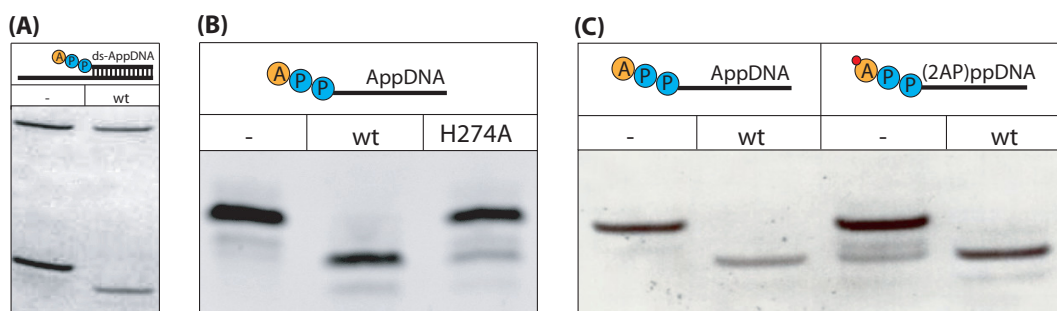 (A)
A P P ds-AppDNA
- wt
(B)
A P P AppDNA
- wt H274A
(C)
A P P AppDNA A P P (2AP)ppDNA
- wt - wt